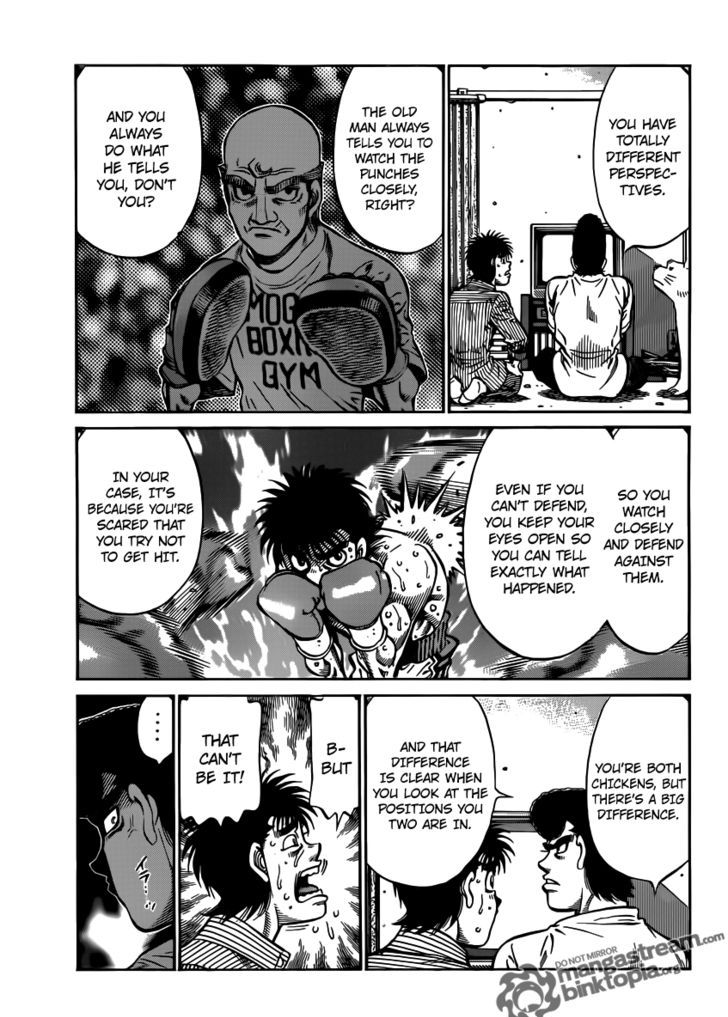 YOU HAVE
TOTALLY
DIFFERENT
PERSPEC-
TIVES.
THE OLD
MAN ALWAYS
TELLS YOU TO
WATCH THE
PUNCHES
CLOSELY,
RIGHT?
AND YOU
ALWAYS
DO WHAT
HE TELLS
YOU, DON'T
YOU?
MOG
BOXI
GYM
SO YOU
WATCH
CLOSELY
AND DEFEND
AGAINST
THEM.
EVEN IF YOU
CAN'T DEFEND,
YOU KEEP YOUR
EYES OPEN SO
YOU CAN TELL
EXACTLY WHAT
HAPPENED.
IN YOUR
CASE, IT'S
BECAUSE YOU'RE
SCARED THAT
YOU TRY NOT
TO GET HIT.
YOU'RE BOTH
CHICKENS, BUT
THERE'S A BIG
DIFFERENCE.
AND THAT
DIFFERENCE
IS CLEAR WHEN
YOU LOOK AT THE
POSITIONS YOU
TWO ARE IN.
B-
BUT
THAT
CAN'T
BE IT!
...
イラ...
DO NOT MIRROR
mangastream.com
binktopia.org